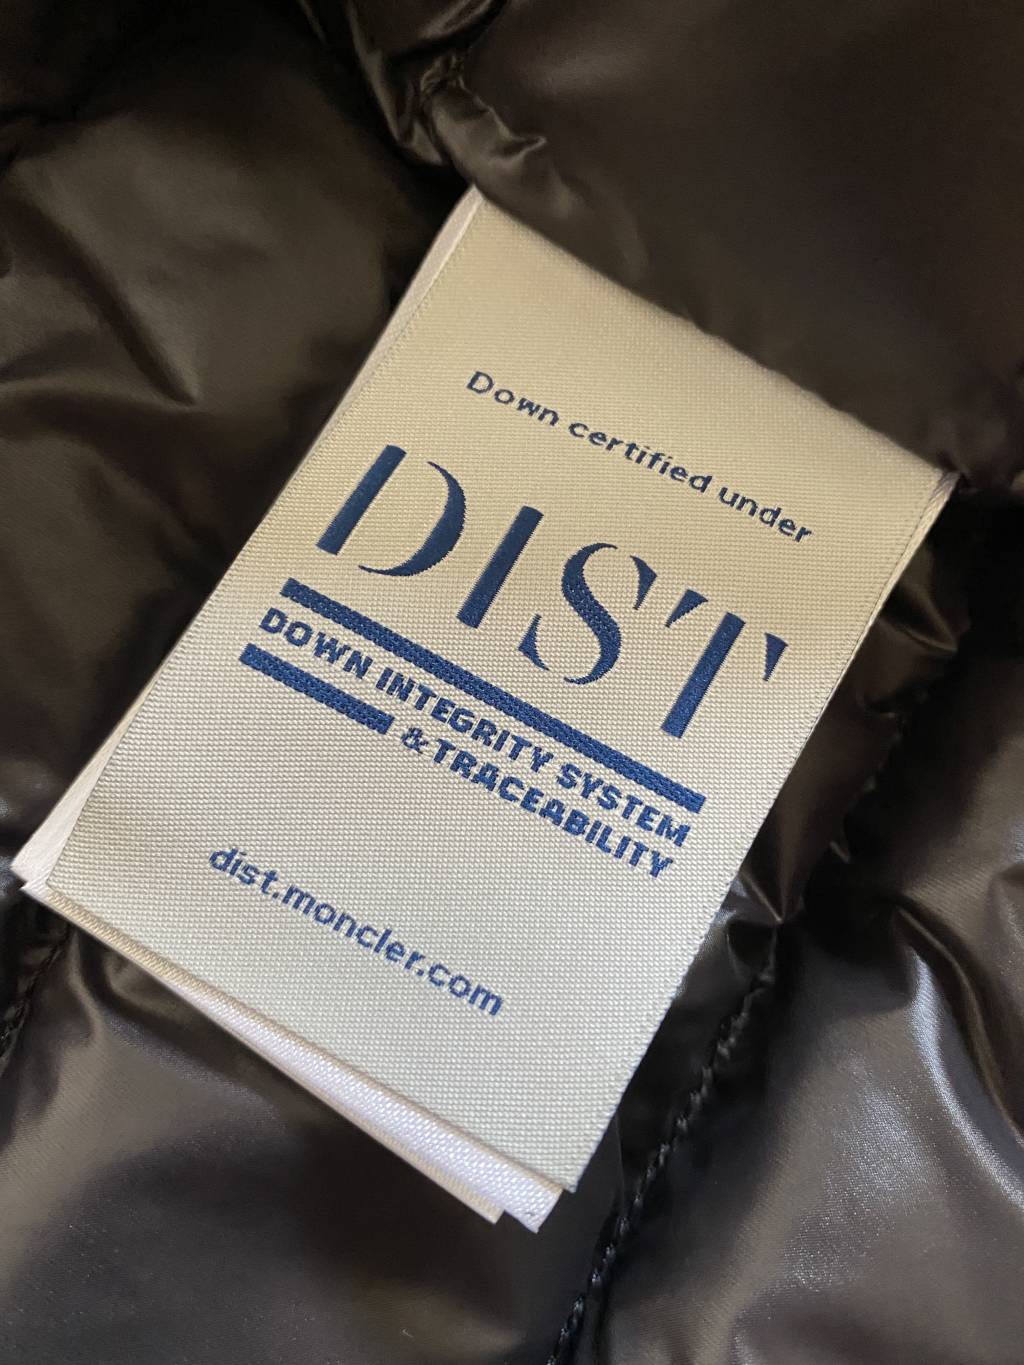 Down certified under
DIST
DOWN INTEGRITY SYSTEM
& TRACEABILITY
dist.moncler.com